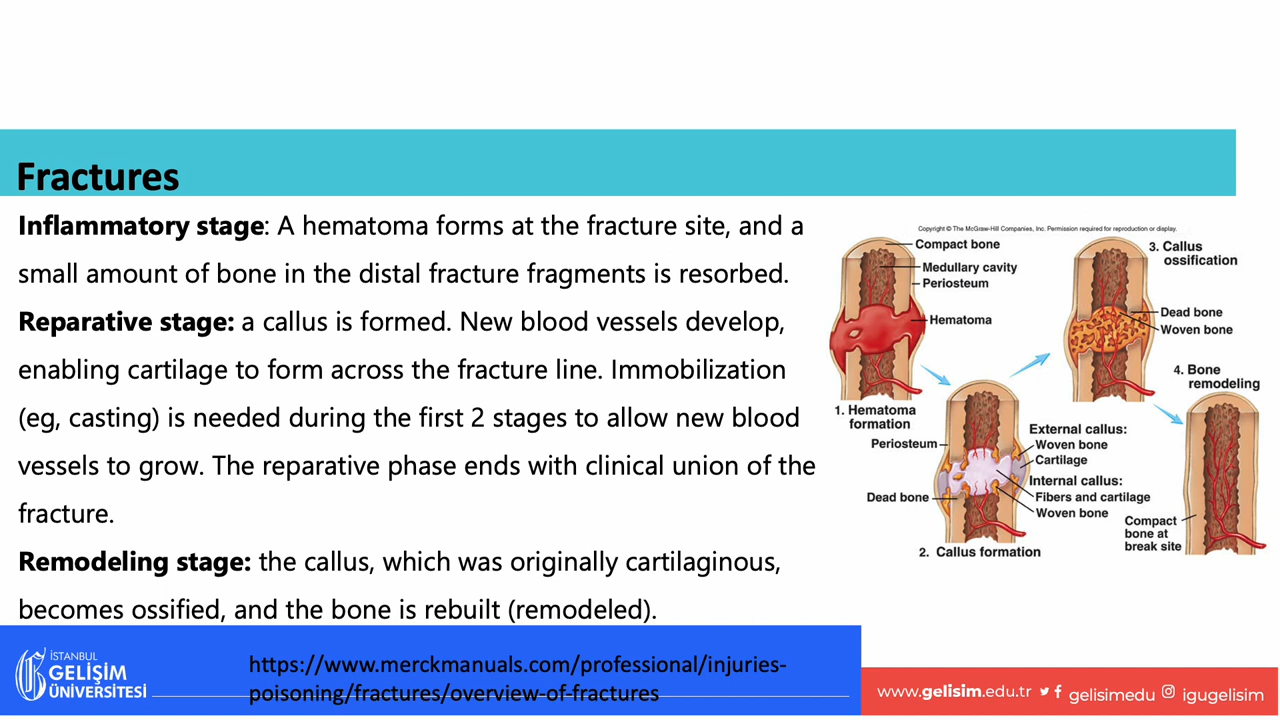 Fractures
Inflammatory stage: A hematoma forms at the fracture site, and a
small amount of bone in the distal fracture fragments is resorbed.
Reparative stage: a callus is formed. New blood vessels develop,
enabling cartilage to form across the fracture line. Immobilization
(eg, casting) is needed during the first 2 stages to allow new blood
vessels to grow. The reparative phase ends with clinical union of the
fracture.
Remodeling stage: the callus, which was originally cartilaginous,
becomes ossified, and the bone is rebuilt (remodeled).
Copyright © The McGraw-Hill Companies, Inc. Permission required for reproduction or display.
Compact bone
Medullary cavity
Periosteum
Hematoma
1. Hematoma
formation
Periosteum
Dead bone
External callus:
Woven bone
Cartilage
Internal callus:
Fibers and cartilage
Woven bone
2. Callus formation
3. Callus
ossification
Dead bone
Woven bone
4. Bone
remodeling
Compact
bone at
break site
İSTANBUL
GELİŞİM
ÜNİVERSİTESİ
https://www.merckmanuals.com/professional/injuries-
poisoning/fractures/overview-of-fractures
www.gelisim.edu.tr gelisimedu igugelisim